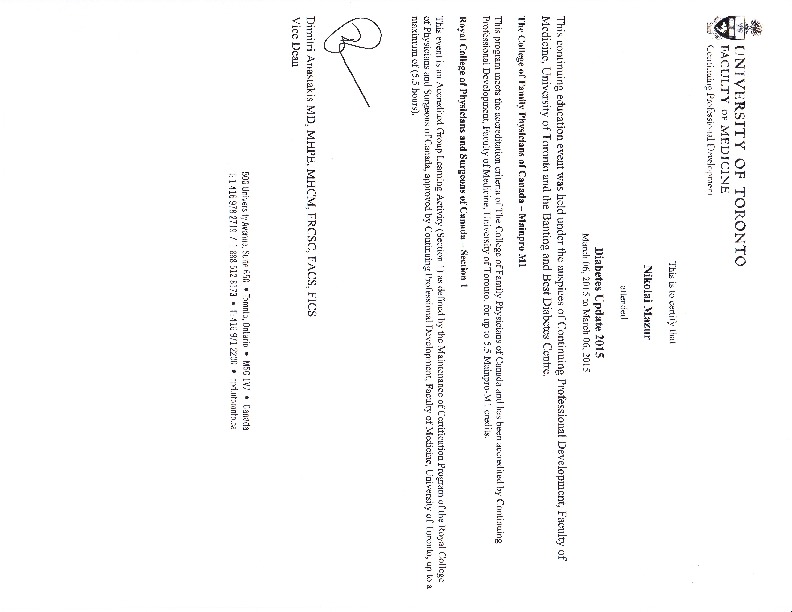 UNIVERSITY OF TORONTO
FACULTY OF MEDICINE
Continuing Professional Development
This is to certify that
Nikolai Mazur
attended
Diabetes Update 2015
March 06, 2015 to March 06, 2015
This continuing education event was held under the auspices of Continuing Professional Development, Faculty of
Medicine, University of Toronto and the Banting and Best Diabetes Centre.
The College of Family Physicians of Canada – Mainpro M1
This program meets the accreditation criteria of The College of Family Physicians of Canada and has been accredited by Continuing
Professional Development, Faculty of Medicine, University of Toronto, for up to 5.5 Mainpro-M1 credits.
Royal College of Physicians and Surgeons of Canada – Section 1
This event is an Accredited Group Learning Activity (Section 1) as defined by the Maintenance of Certification Program of the Royal College
of Physicians and Surgeons of Canada, approved by Continuing Professional Development, Faculty of Medicine, University of Toronto, up to a
maximum of (5.5 hours).
Dimitri Anastakis MD, MHPE, MHCM, FRCSC, FACS, FICS
Vice Dean
500 University Avenue, Suite 650 • Toronto, Ontario • M5G 1V7 • Canada
t: 416 978 2719 / 1 888 512 8173 • f: 416 971 2200 •